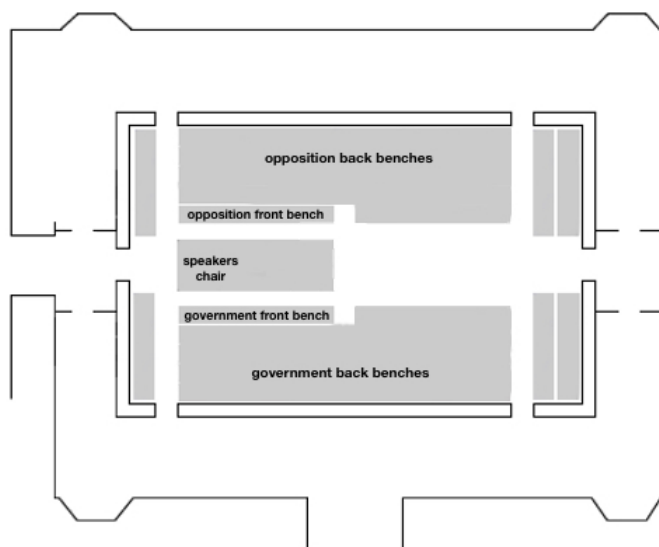 opposition back benches
opposition front bench
speakers
chair
government front bench
government back benches